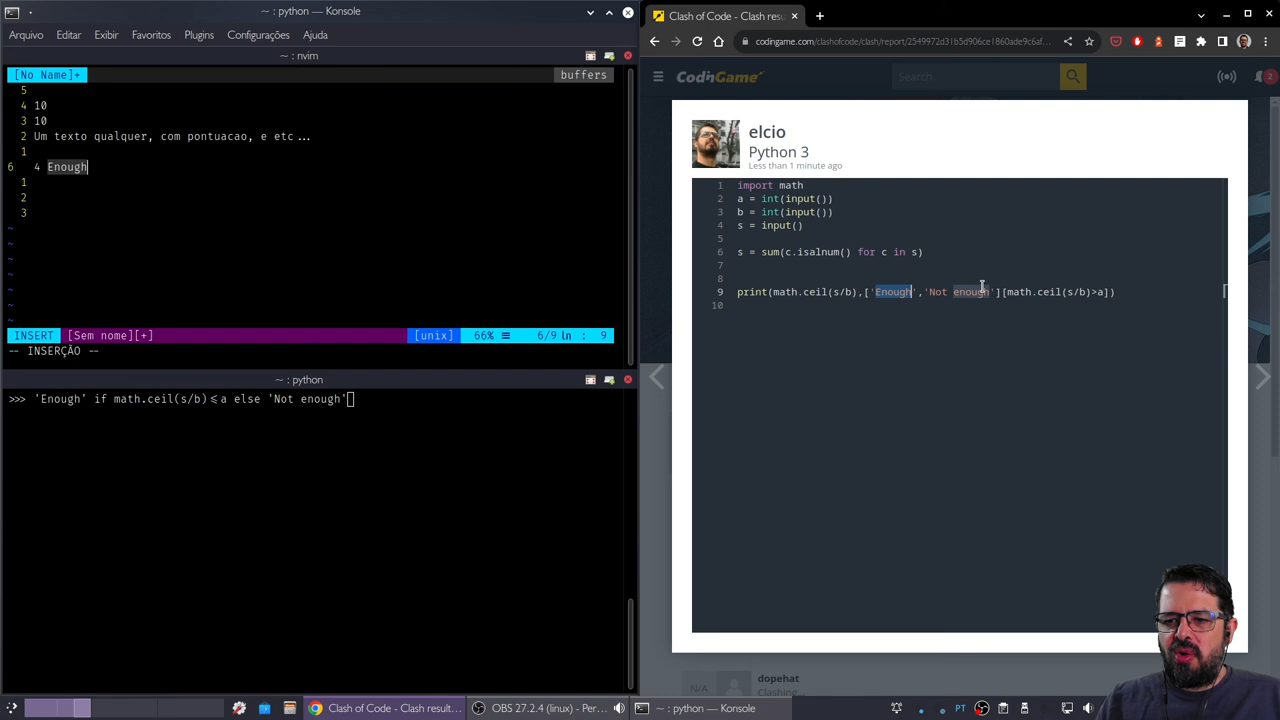 ~ : python — Konsole
Arquivo Editar Exibir Favoritos Plugins Configurações Ajuda
~ : nvim
[No Name]+ buffers
5
4 10
3 10
2 Um texto qualquer, com pontuacao, e etc...
1
6 4 Enough
1
2
3
~
~
~
~
~
~
~
INSERT [Sem nome][+] [unix] 66% ≡ 6/9 ㏑ : 9
-- INSERÇÃO --
~ : python
>>> 'Enough' if math.ceil(s/b)<=a else 'Not enough'
Clash of Code - Clash resu
codingame.com/clashofcode/clash/report/2549972d31b5d906ce1860ade9c6af...
CODINGAME
Search
2
elcio
Python 3
Less than 1 minute ago
1 import math
2 a = int(input())
3 b = int(input())
4 s = input()
5
6 s = sum(c.isalnum() for c in s)
7
8
9 print(math.ceil(s/b),['Enough','Not enough'][math.ceil(s/b)>a])
10
N/A
dopehat
Clashing...
Clash of Code - Clash result...
OBS 27.2.4 (linux) - Per...
~ : python — Konsole
PT